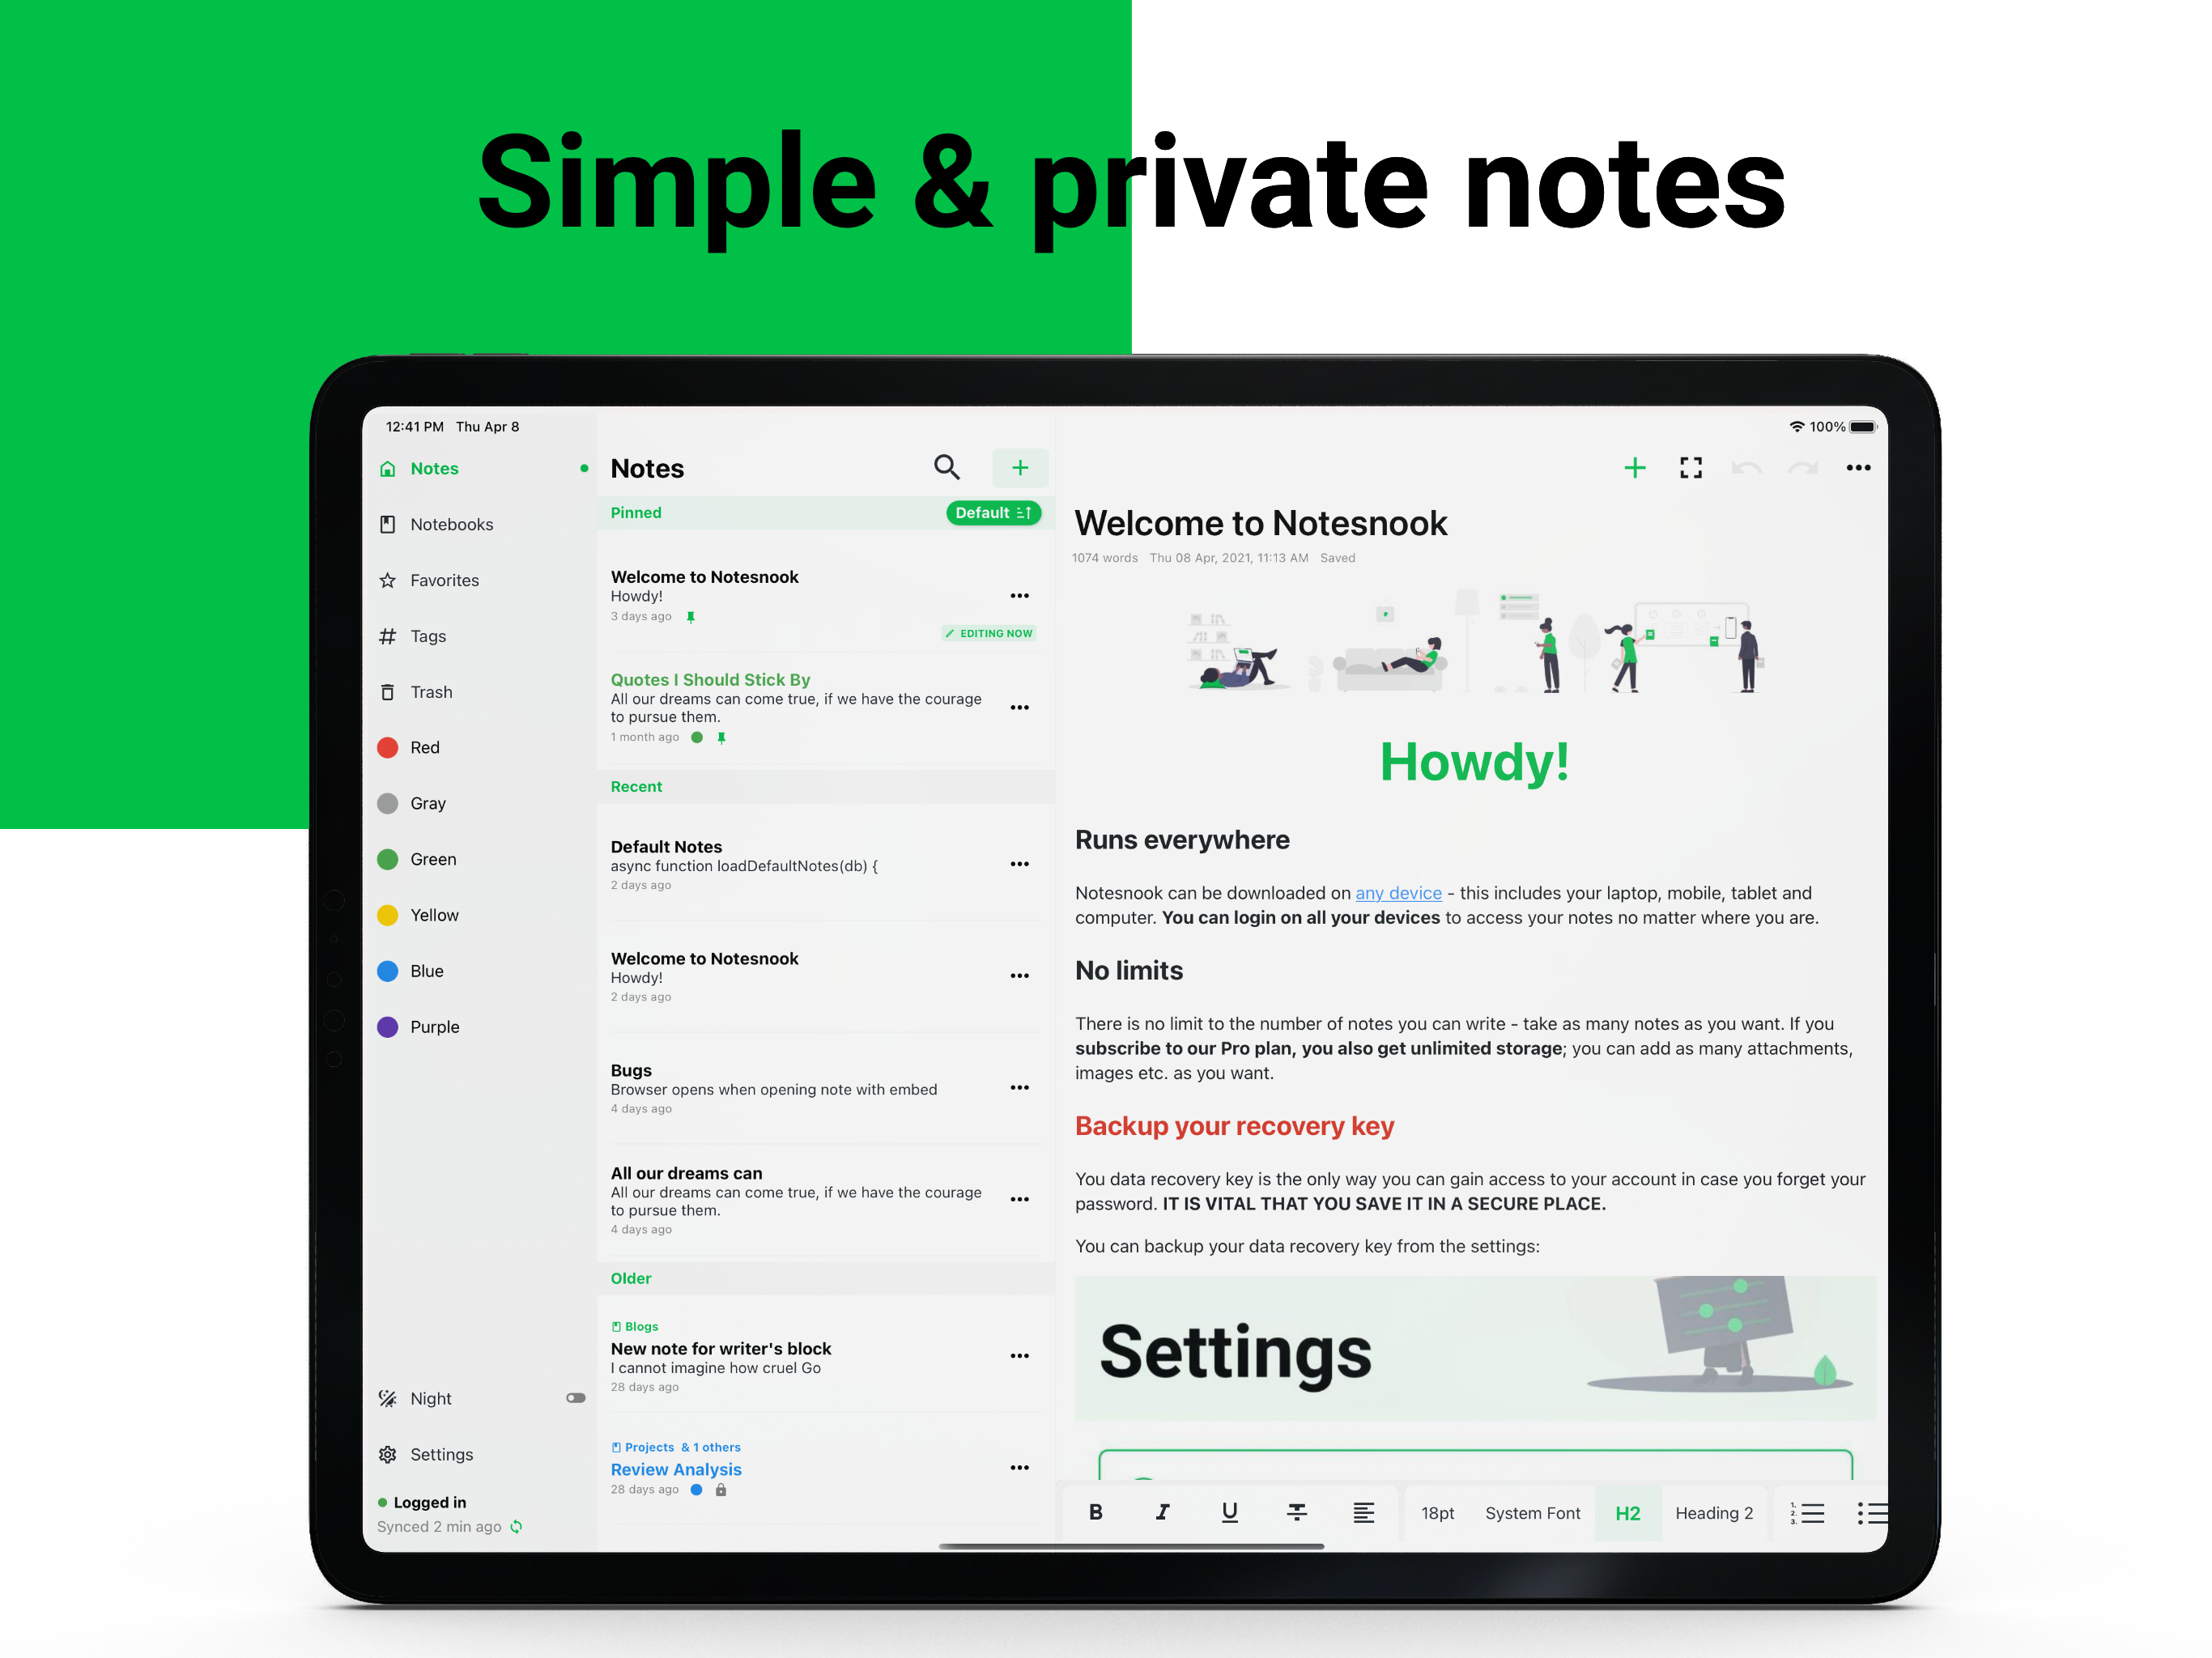 Simple & private notes
12:41 PM Thu Apr 8
100%
Notes
Notebooks
Favorites
Tags
Trash
Red
Gray
Green
Yellow
Blue
Purple
Night
Settings
Logged in
Synced 2 min ago
Notes
Pinned
Default
Welcome to Notesnook
Howdy!
3 days ago
EDITING NOW
Quotes I Should Stick By
All our dreams can come true, if we have the courage
to pursue them.
1 month ago
Recent
Default Notes
async function loadDefaultNotes(db) {
2 days ago
Welcome to Notesnook
Howdy!
2 days ago
Bugs
Browser opens when opening note with embed
4 days ago
All our dreams can
All our dreams can come true, if we have the courage
to pursue them.
4 days ago
Older
Blogs
New note for writer's block
I cannot imagine how cruel Go
28 days ago
Projects & 1 others
Review Analysis
28 days ago
Welcome to Notesnook
1074 words Thu 08 Apr, 2021, 11:13 AM Saved
Howdy!
Runs everywhere
Notesnook can be downloaded on any device - this includes your laptop, mobile, tablet and
computer. You can login on all your devices to access your notes no matter where you are.
No limits
There is no limit to the number of notes you can write - take as many notes as you want. If you
subscribe to our Pro plan, you also get unlimited storage; you can add as many attachments,
images etc. as you want.
Backup your recovery key
You data recovery key is the only way you can gain access to your account in case you forget your
password. IT IS VITAL THAT YOU SAVE IT IN A SECURE PLACE.
You can backup your data recovery key from the settings:
Settings
B I U T 18pt System Font H2 Heading 2